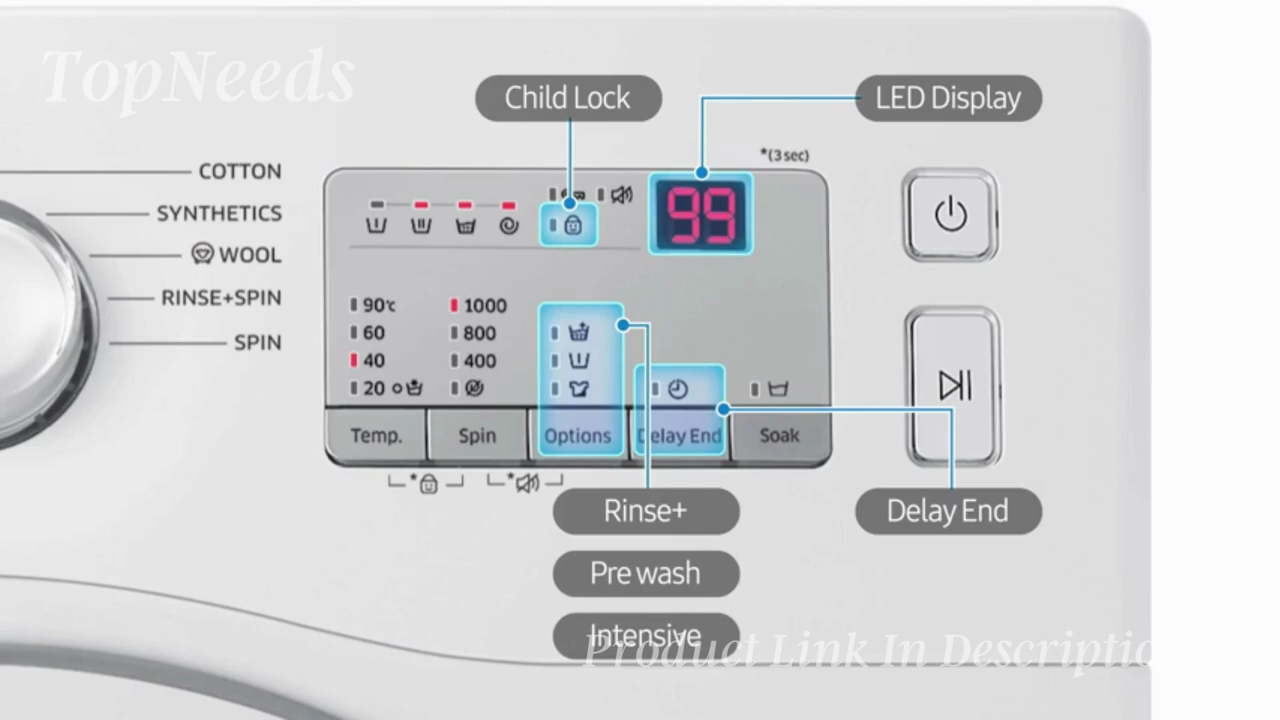 TopNeeds
Child Lock
LED Display
*(3 sec)
COTTON
SYNTHETICS
WOOL
RINSE+SPIN
SPIN
99
90℃
1000
60
800
40
400
20
Temp.
Spin
Options
Delay End
Soak
*
*
Rinse+
Delay End
Pre wash
Intensive
Product Link In Description